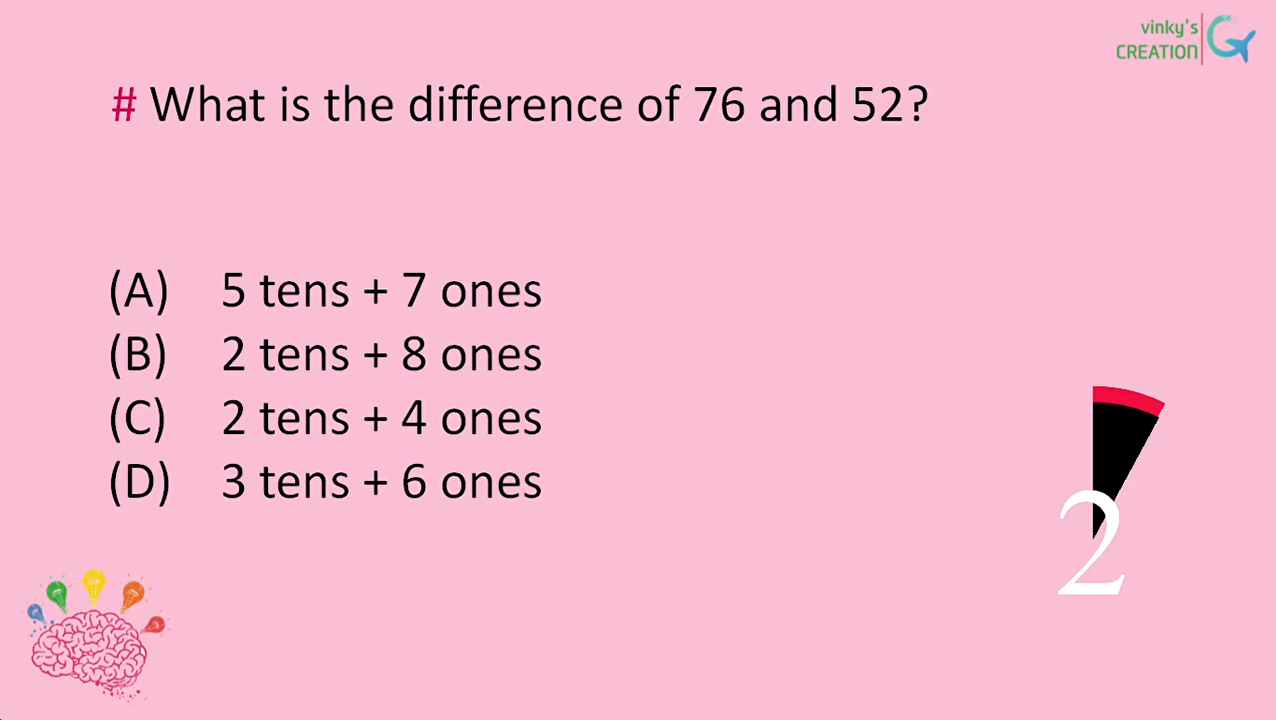 vinky's
CREATION
# What is the difference of 76 and 52?
(A) 5 tens + 7 ones
(B) 2 tens + 8 ones
(C) 2 tens + 4 ones
(D) 3 tens + 6 ones
2